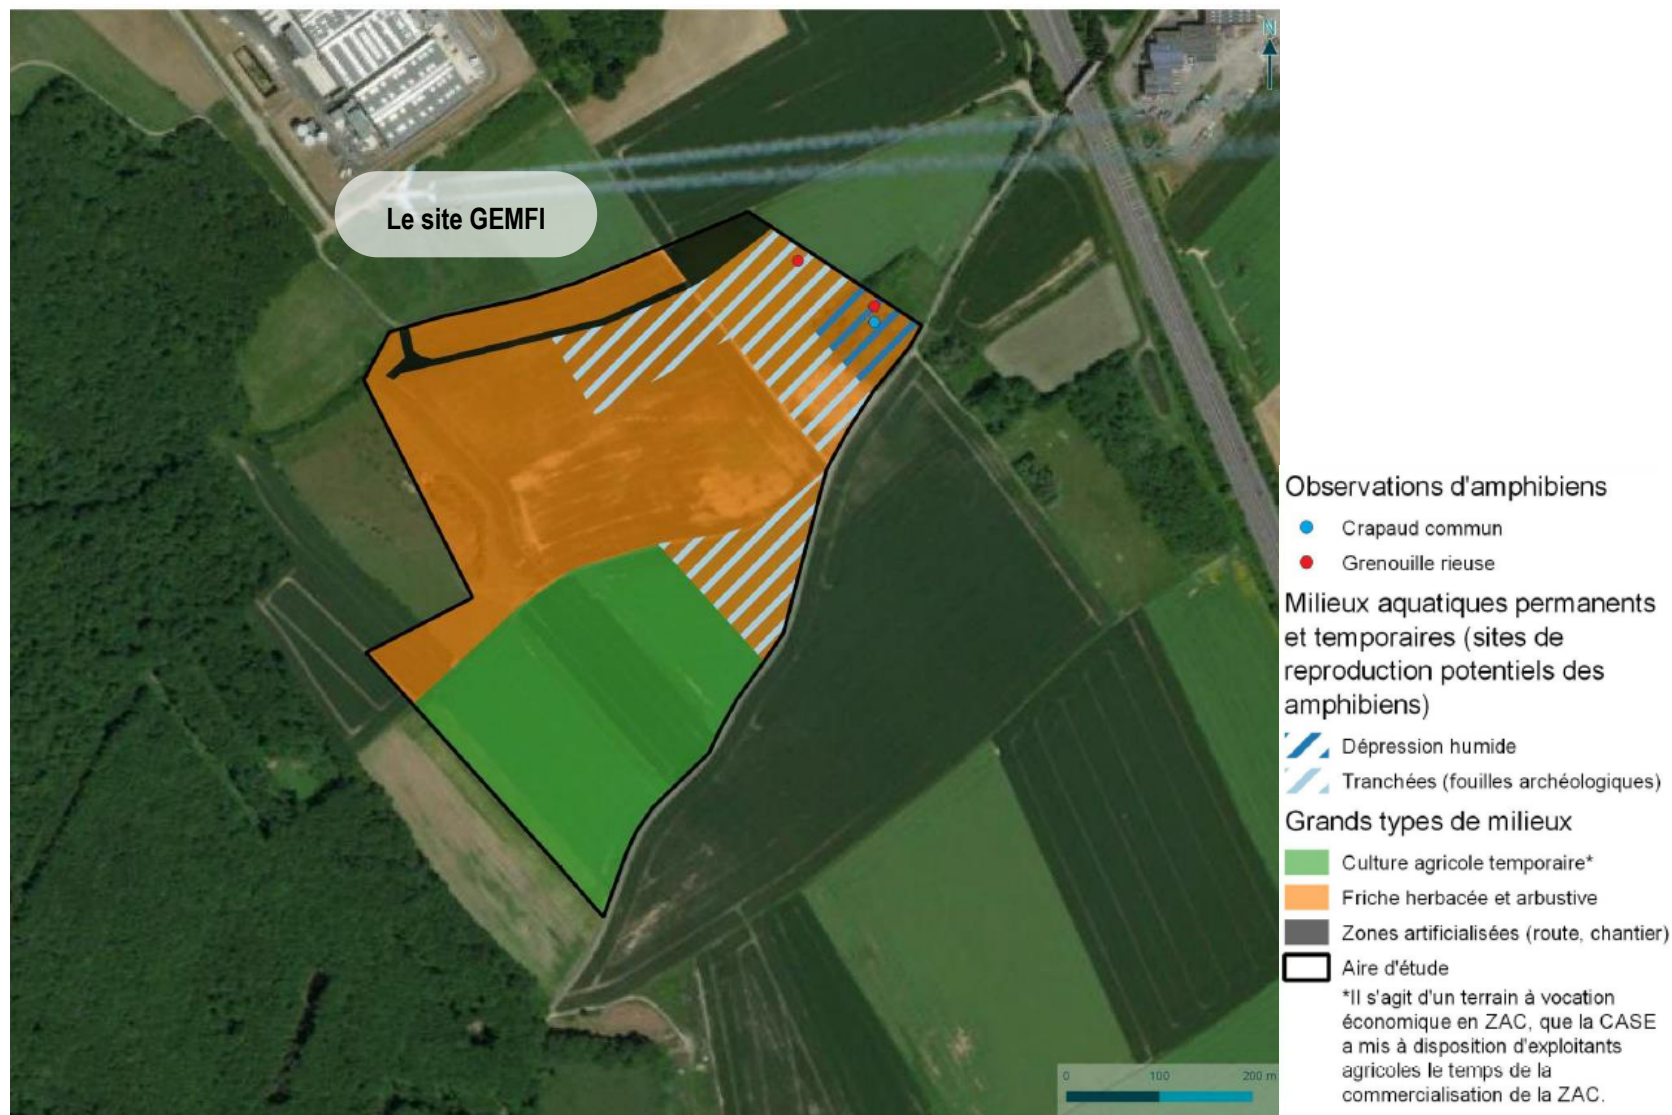 N
Le site GEMFI
Observations d'amphibiens
Crapaud commun
Grenouille rieuse
Milieux aquatiques permanents
et temporaires (sites de
reproduction potentiels des
amphibiens)
Dépression humide
Tranchées (fouilles archéologiques)
Grands types de milieux
Culture agricole temporaire*
Friche herbacée et arbustive
Zones artificialisées (route, chantier)
Aire d'étude
*Il s'agit d'un terrain à vocation
économique en ZAC, que la CASE
a mis à disposition d'exploitants
agricoles le temps de la
commercialisation de la ZAC.
0 100 200 m